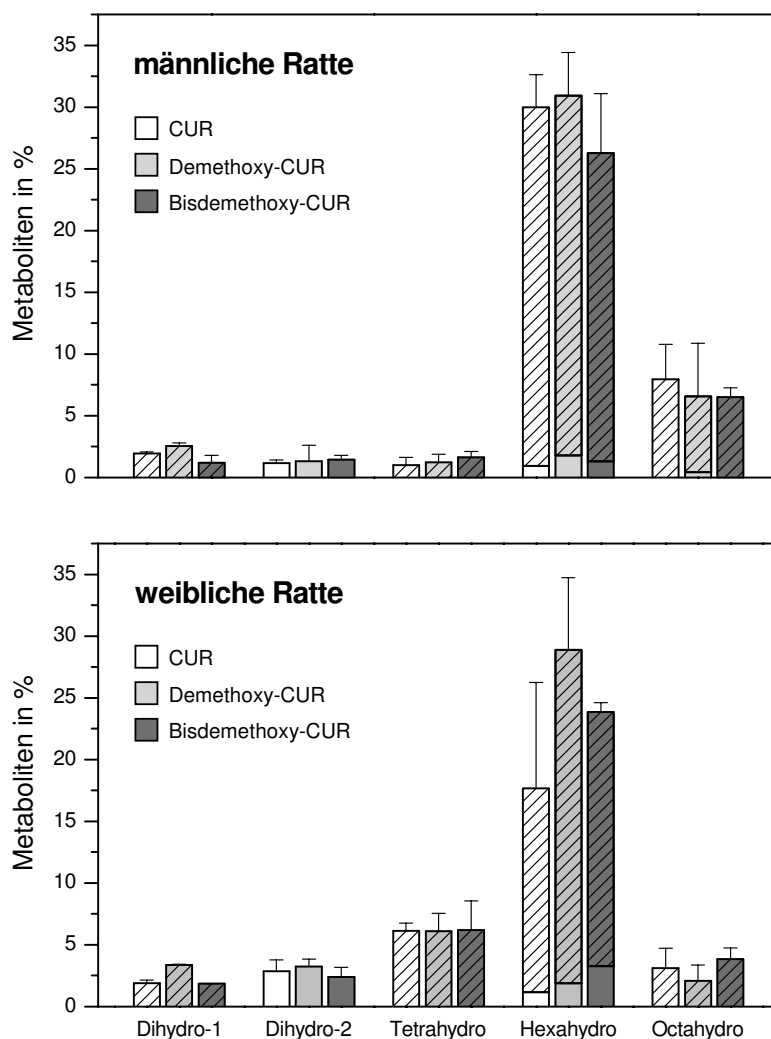 35
30
25
20
15
10
5
0
Metaboliten in %
männliche Ratte
CUR
Demethoxy-CUR
Bisdemethoxy-CUR
35
30
25
20
15
10
5
0
Metaboliten in %
weibliche Ratte
CUR
Demethoxy-CUR
Bisdemethoxy-CUR
Dihydro-1 Dihydro-2 Tetrahydro Hexahydro Octahydro